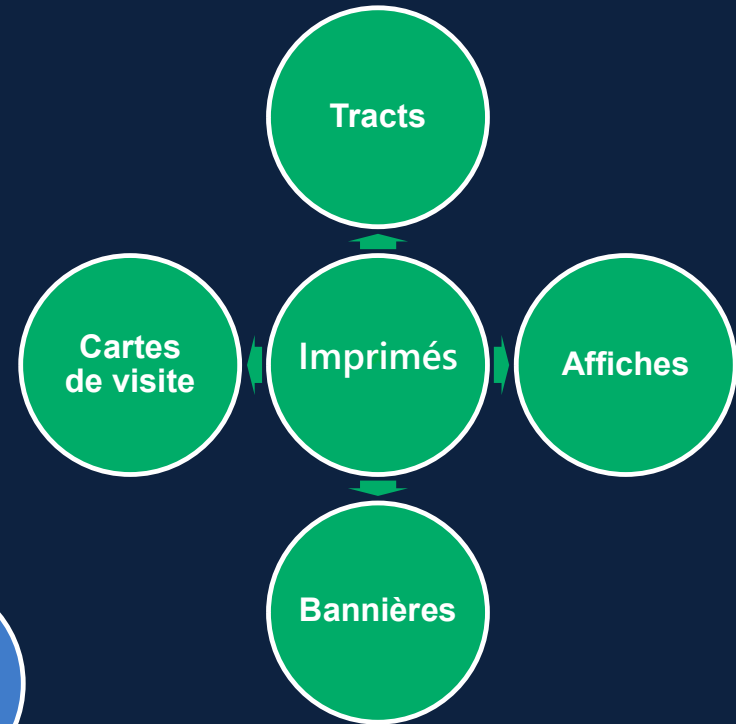 Tracts
Cartes
de visite
Imprimés
Affiches
Bannières